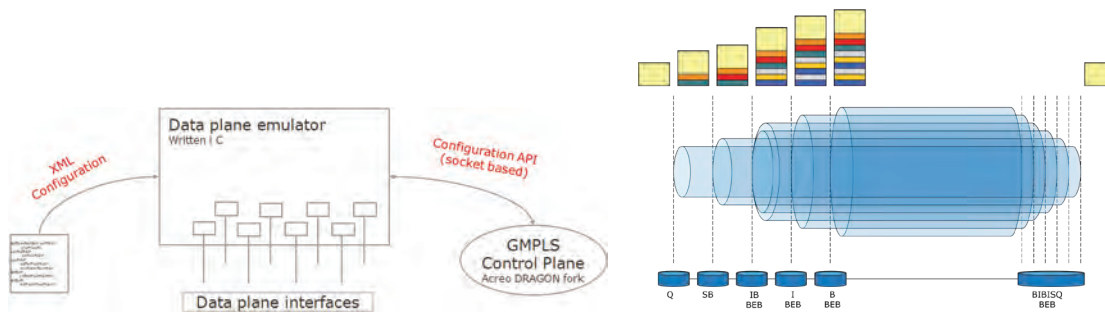 Data plane emulator
Written i C
XML
Configuration
Configuration API
(socket based)
GMPLS
Control Plane
Acreo DRAGON fork
Data plane interfaces
Q
SB
IB
BEB
I
BEB
B
BEB
BIBISQ
BEB